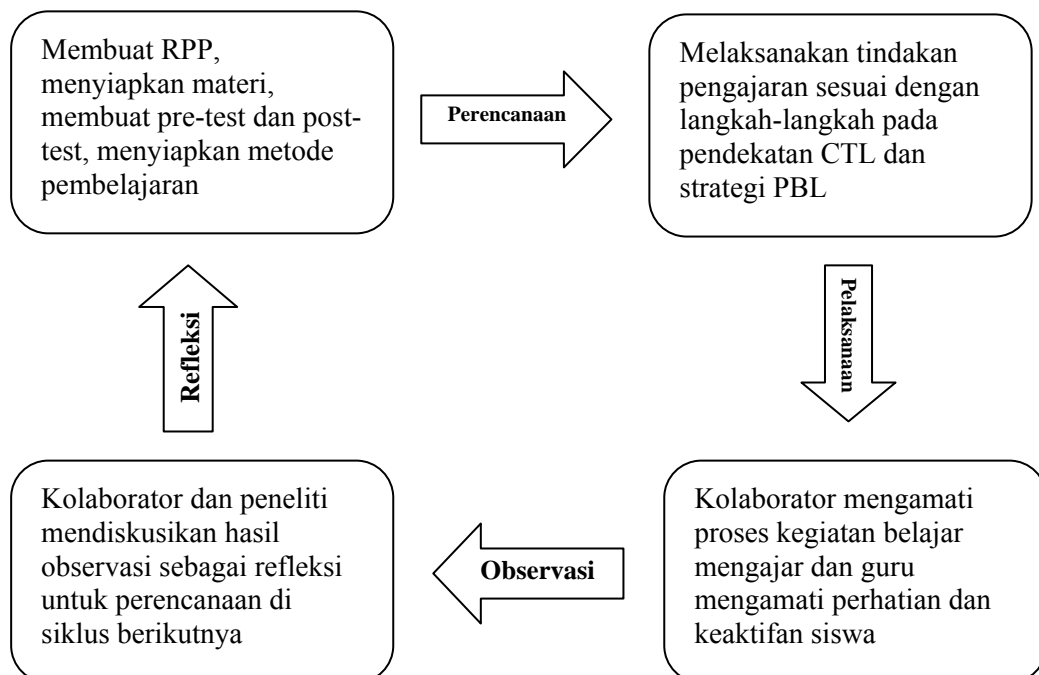 Membuat RPP,
menyiapkan materi,
membuat pre-test dan post-
test, menyiapkan metode
pembelajaran
Perencanaan
Melaksanakan tindakan
pengajaran sesuai dengan
langkah-langkah pada
pendekatan CTL dan
strategi PBL
Pelaksanaan
Kolaborator mengamati
proses kegiatan belajar
mengajar dan guru
mengamati perhatian dan
keaktifan siswa
Observasi
Kolaborator dan peneliti
mendiskusikan hasil
observasi sebagai refleksi
untuk perencanaan di
siklus berikutnya
Refleksi